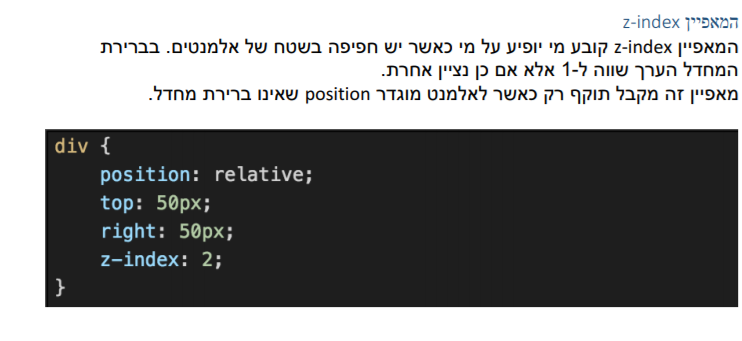 המאפיין z-index
המאפיין z-index קובע מי יופיע על מי כאשר יש חפיפה בשטח של אלמנטים. בברירת
המחדל הערך שווה ל-1 אלא אם כן נציין אחרת.
מאפיין זה מקבל תוקף רק כאשר לאלמנט מוגדר position שאינו ברירת מחדל.
div {
    position: relative;
    top: 50px;
    right: 50px;
    z-index: 2;
}